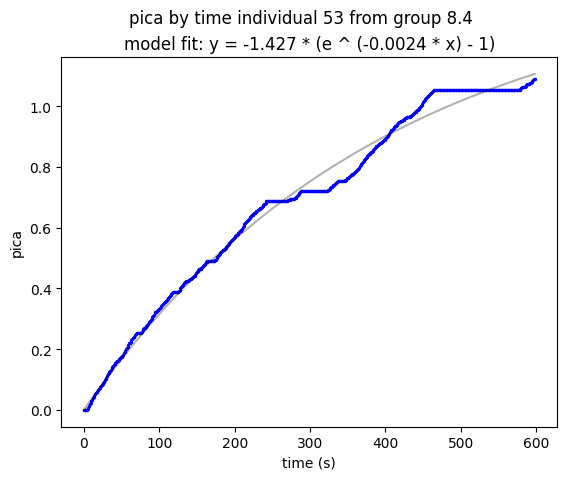 pica by time individual 53 from group 8.4
model fit: y = -1.427 * (e ^ (-0.0024 * x) - 1)
1.0
0.8
0.6
0.4
0.2
0.0
pica
0 100 200 300 400 500 600
time (s)